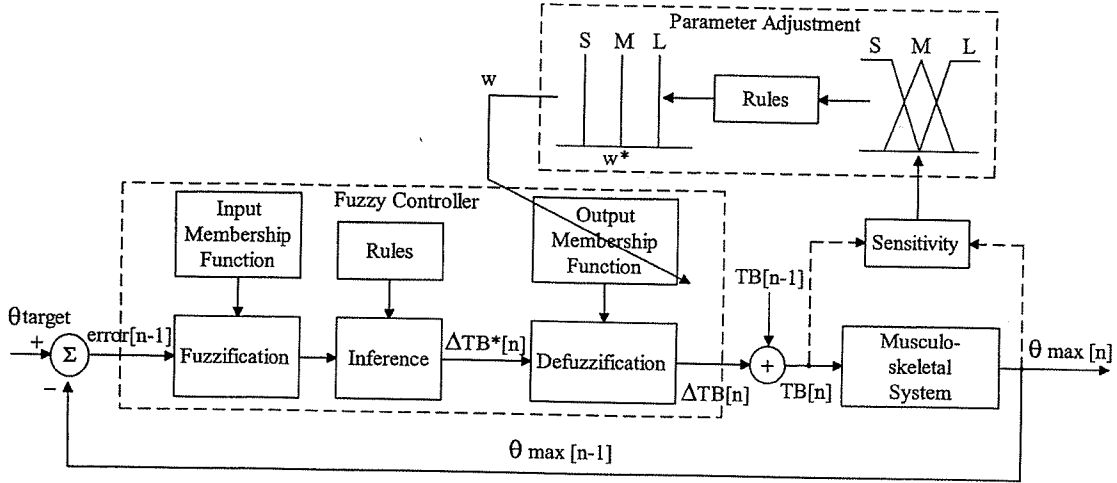 Parameter Adjustment
S M L
S M L
w
Rules
w*
Fuzzy Controller
Input
Membership
Function
Rules
Output
Membership
Function
Sensitivity
TB[n-1]
θtarget
+
Σ
−
error[n-1]
Fuzzification
Inference
ΔTB*[n]
Defuzzification
ΔTB[n]
+
TB[n]
Musculo-
skeletal
System
θ max [n]
θ max [n-1]